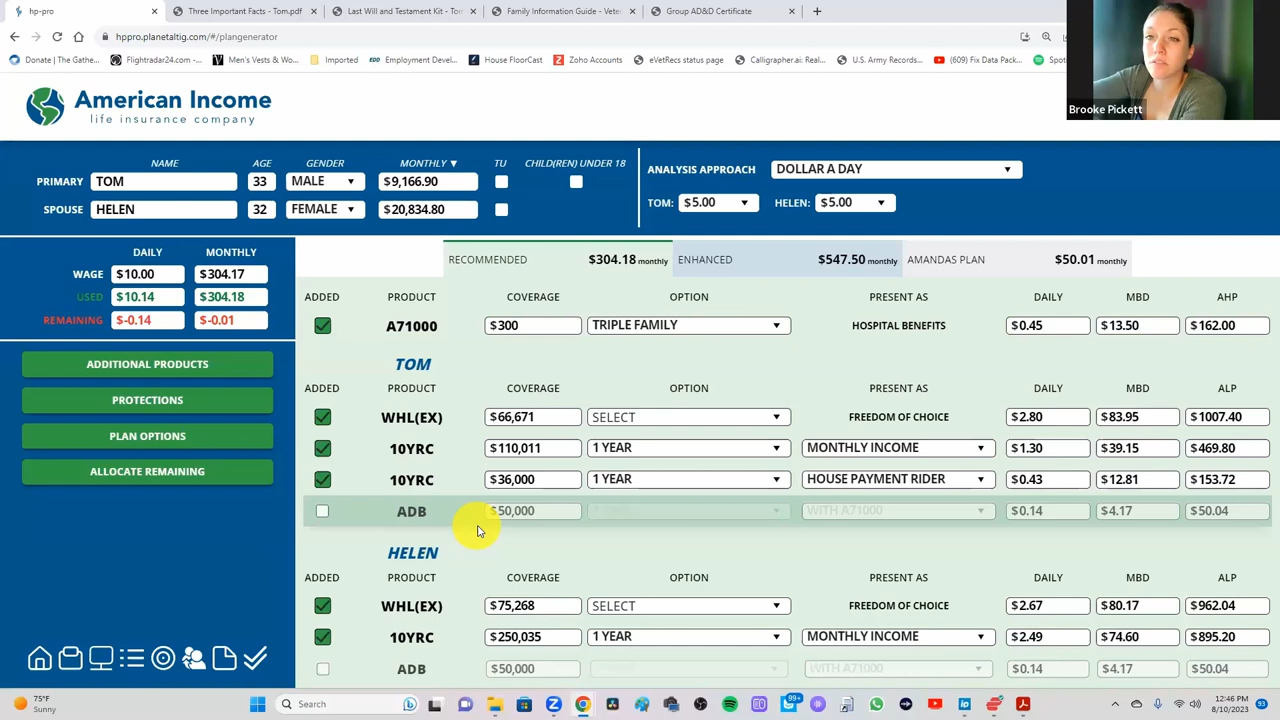 hp-pro
Three Important Facts - Tom.pdf
Last Will and Testament Kit - To
Family Information Guide – Vete
Group AD&D Certificate
hppro.planetaltig.com/#/plangenerator
Donate | The Gathe...
Flightradar24.com -...
Men's Vests & Wo...
Imported
EDD Employment Devel...
House FloorCast
Zoho Accounts
eVetRecs status page
Calligrapher.ai: Real...
U.S. Army Records...
(609) Fix Data Pack...
Spot
Brooke Pickett
American Income
life insurance company
NAME AGE GENDER MONTHLY ▼ TU CHILD(REN) UNDER 18
PRIMARY TOM 33 MALE $9,166.90
SPOUSE HELEN 32 FEMALE $20,834.80
ANALYSIS APPROACH DOLLAR A DAY
TOM: $5.00 HELEN: $5.00
DAILY MONTHLY
WAGE $10.00 $304.17
USED $10.14 $304.18
REMAINING $-0.14 $-0.01
ADDITIONAL PRODUCTS
PROTECTIONS
PLAN OPTIONS
ALLOCATE REMAINING
RECOMMENDED $304.18 monthly ENHANCED $547.50 monthly AMANDAS PLAN $50.01 monthly
ADDED PRODUCT COVERAGE OPTION PRESENT AS DAILY MBD AHP
A71000 $300 TRIPLE FAMILY HOSPITAL BENEFITS $0.45 $13.50 $162.00
TOM
ADDED PRODUCT COVERAGE OPTION PRESENT AS DAILY MBD ALP
WHL(EX) $66,671 SELECT FREEDOM OF CHOICE $2.80 $83.95 $1007.40
10YRC $110,011 1 YEAR MONTHLY INCOME $1.30 $39.15 $469.80
10YRC $36,000 1 YEAR HOUSE PAYMENT RIDER $0.43 $12.81 $153.72
ADB $50,000 WITH A71000 $0.14 $4.17 $50.04
HELEN
ADDED PRODUCT COVERAGE OPTION PRESENT AS DAILY MBD ALP
WHL(EX) $75,268 SELECT FREEDOM OF CHOICE $2.67 $80.17 $962.04
10YRC $250,035 1 YEAR MONTHLY INCOME $2.49 $74.60 $895.20
ADB $50,000 WITH A71000 $0.14 $4.17 $50.04
75°F
Sunny
Search
99+
12:46 PM
8/10/2023
93